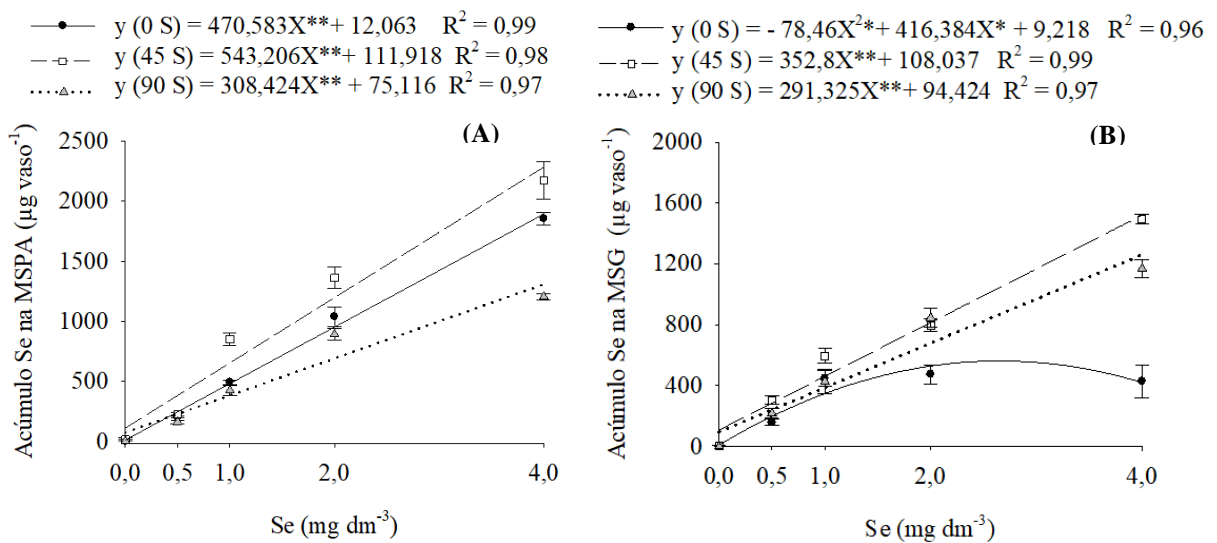 y (0 S) = 470,583X**+ 12,063 R² = 0,99
y (45 S) = 543,206X**+ 111,918 R² = 0,98
y (90 S) = 308,424X** + 75,116 R² = 0,97
(A)
Acúmulo Se na MSPA (µg vaso⁻¹)
2500
2000
1500
1000
500
0
0,0 0,5 1,0 2,0 4,0
Se (mg dm⁻³)
y (0 S) = - 78,46X²*+ 416,384X* + 9,218 R² = 0,96
y (45 S) = 352,8X**+ 108,037 R² = 0,99
y (90 S) = 291,325X**+ 94,424 R² = 0,97
(B)
Acúmulo Se na MSG (µg vaso⁻¹)
2000
1600
1200
800
400
0
0,0 0,5 1,0 2,0 4,0
Se (mg dm⁻³)